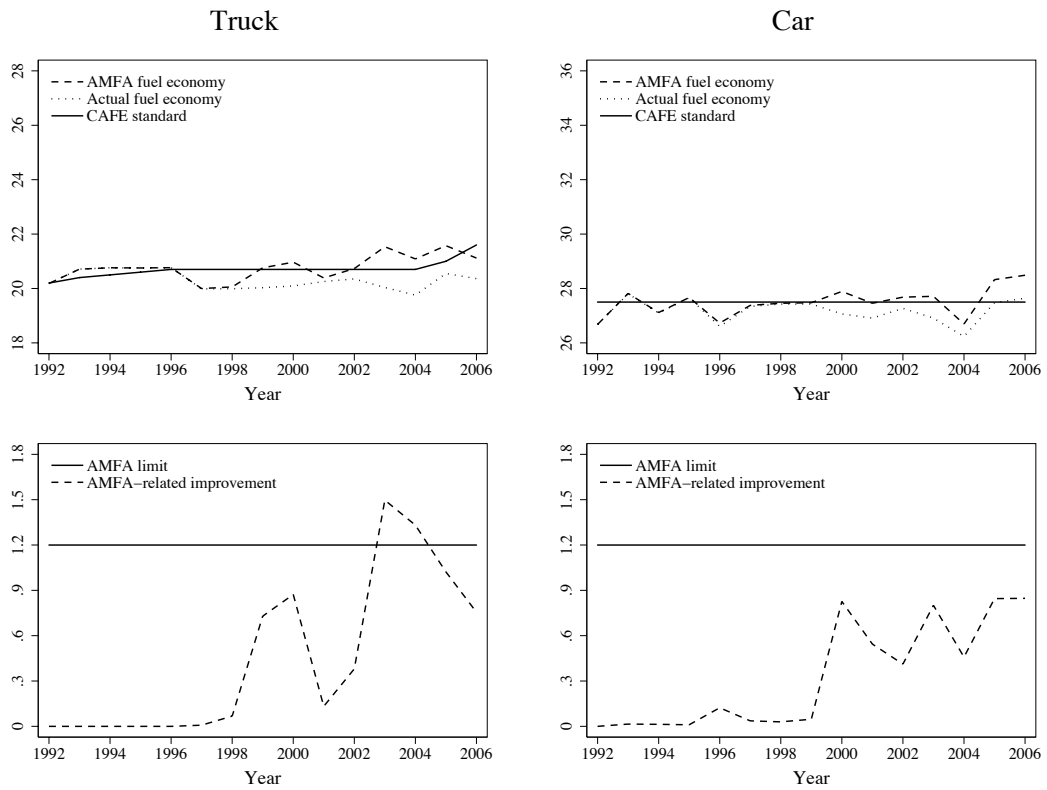 Truck
28
26
24
22
20
18
AMFA fuel economy
Actual fuel economy
CAFE standard
1992 1994 1996 1998 2000 2002 2004 2006
Year
Car
36
34
32
30
28
26
AMFA fuel economy
Actual fuel economy
CAFE standard
1992 1994 1996 1998 2000 2002 2004 2006
Year
1.8
1.5
1.2
.9
.6
.3
0
AMFA limit
AMFA−related improvement
1992 1994 1996 1998 2000 2002 2004 2006
Year
1.8
1.5
1.2
.9
.6
.3
0
AMFA limit
AMFA−related improvement
1992 1994 1996 1998 2000 2002 2004 2006
Year